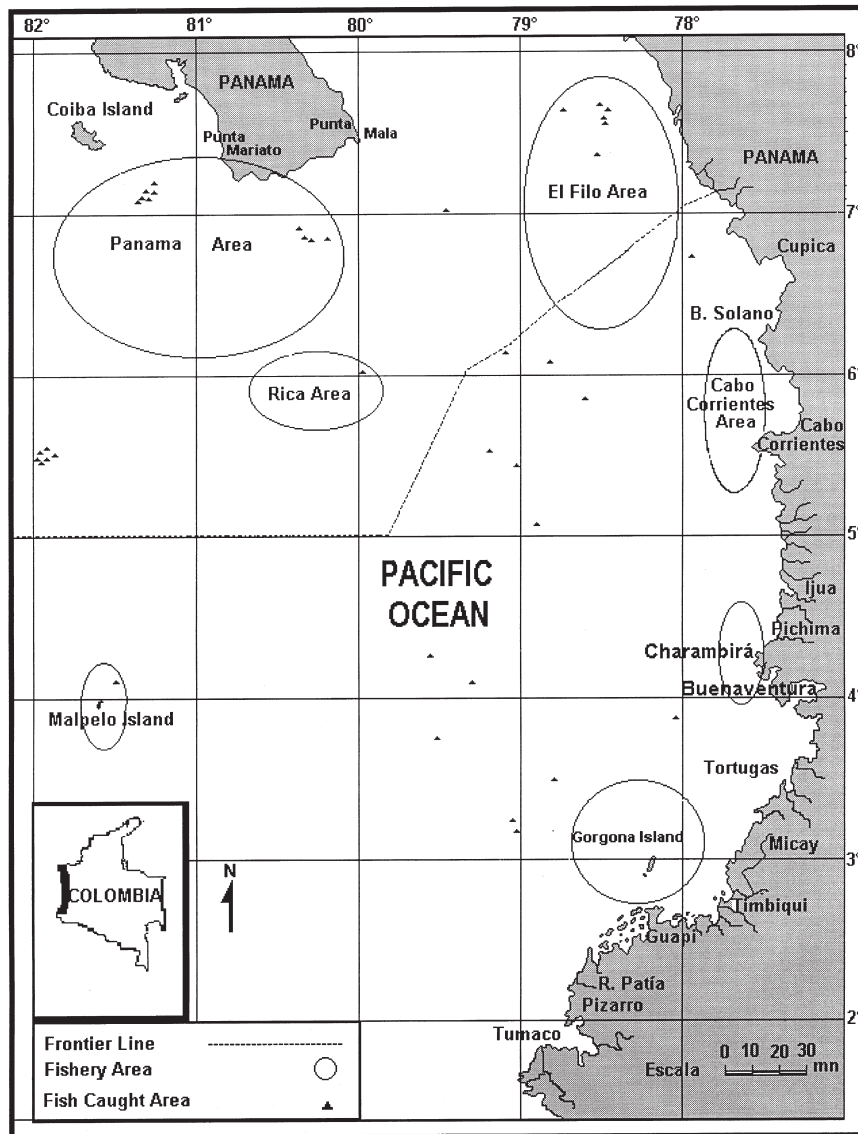 82° 81° 80° 79° 78°
8°
PANAMA
Coiba Island
Punta
Mala
Punta
Mariato
PANAMA
El Filo Area
7°
Panama Area
Cupica
B. Solano
6°
Rica Area
Cabo
Corrientes
Area
Cabo
Corrientes
5°
PACIFIC
OCEAN
Ijua
Pichima
Charambirá
Buenaventura
4°
Malpelo Island
Tortugas
Gorgona Island
Micay
3°
N
COLOMBIA
Timbiqui
Guapi
R. Patía
Pizarro
2°
Tumaco
Frontier Line
Fishery Area
Fish Caught Area
Escala
0 10 20 30
mn